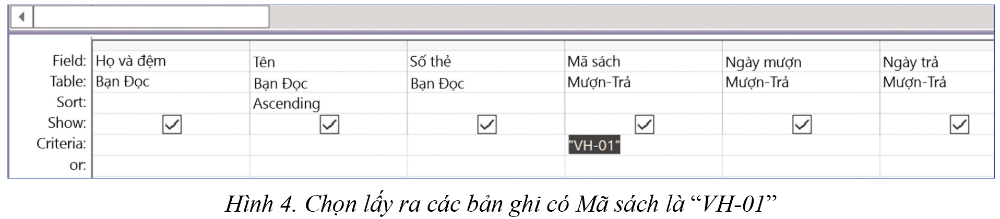 Field: Họ và đệm Tên Số thẻ Mã sách Ngày mượn Ngày trả
Table: Bạn Đọc Bạn Đọc Bạn Đọc Mượn-Trả Mượn-Trả Mượn-Trả
Sort: Ascending
Show:
Criteria: "VH-01"
or:
Hình 4. Chọn lấy ra các bản ghi có Mã sách là “VH-01”